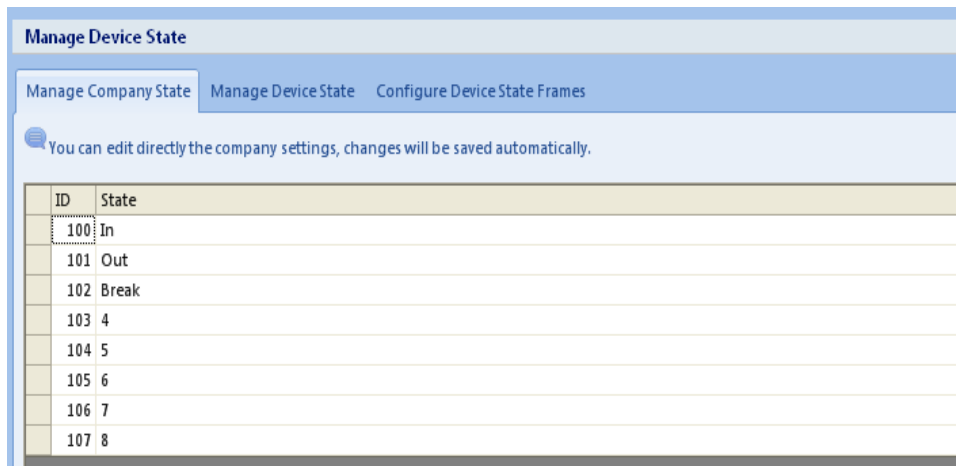 Manage Device State
Manage Company State Manage Device State Configure Device State Frames
You can edit directly the company settings, changes will be saved automatically.
ID State
100 In
101 Out
102 Break
103 4
104 5
105 6
106 7
107 8